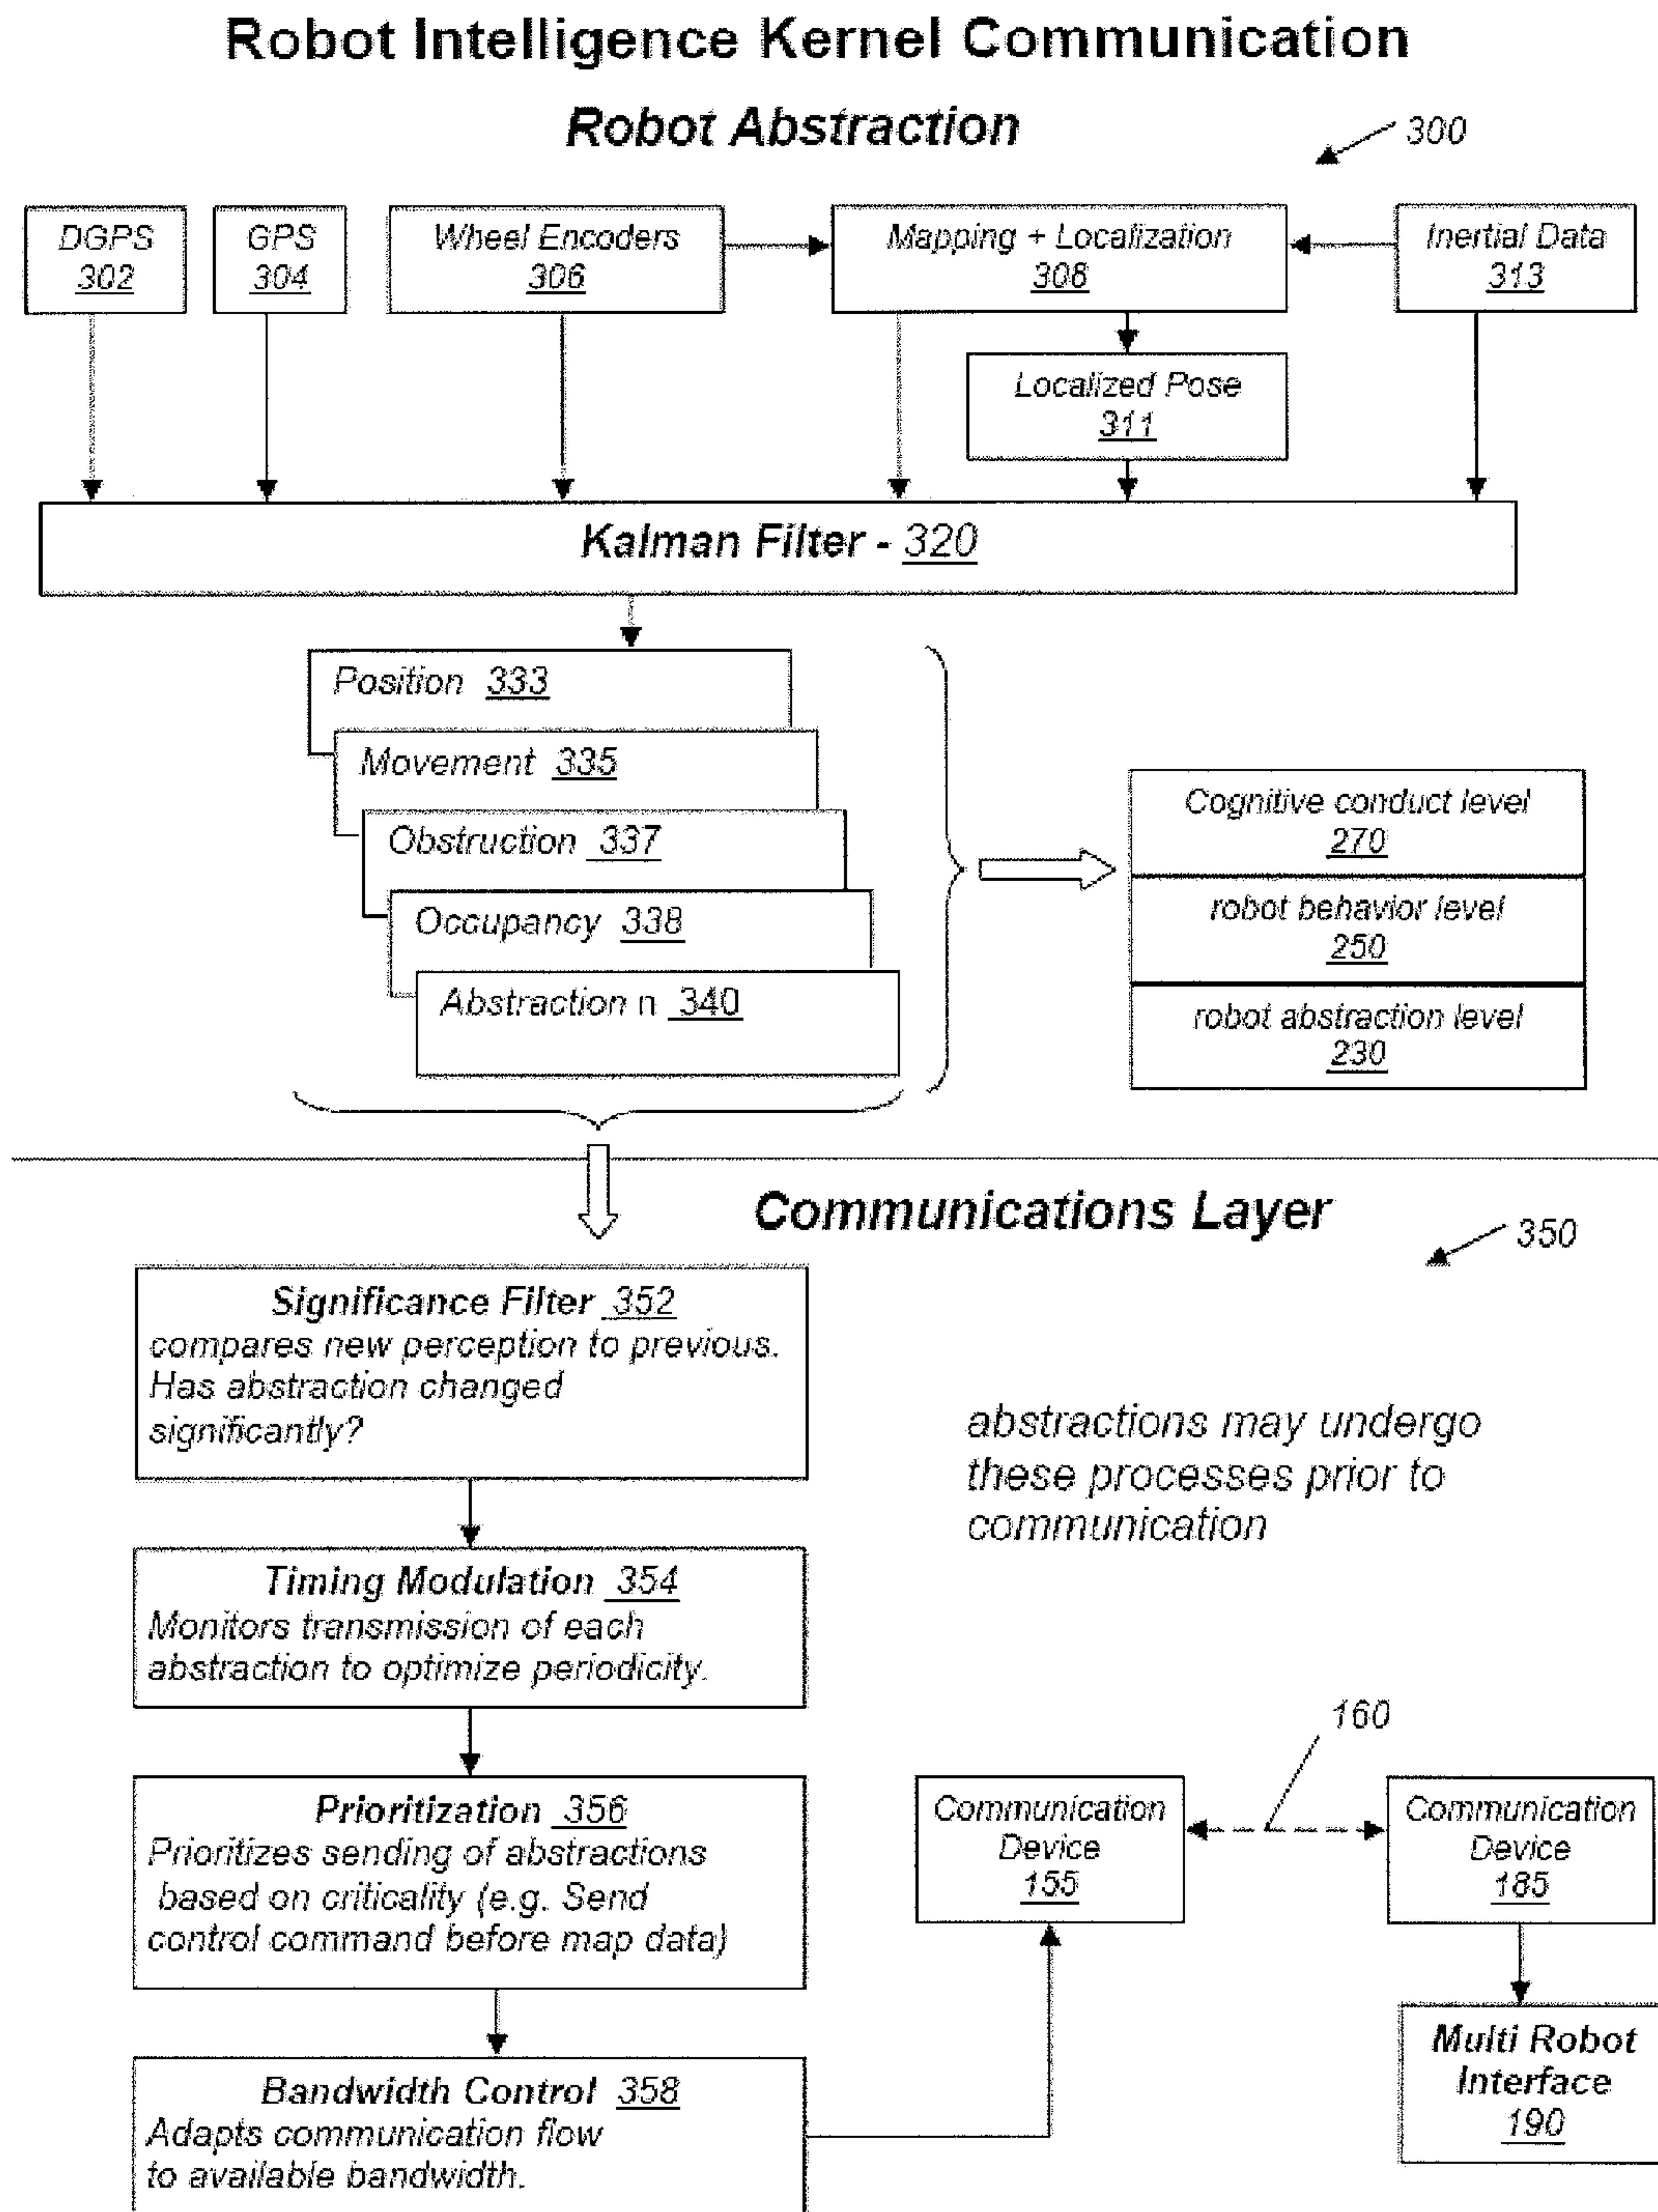 Robot Intelligence Kernel Communication
Robot Abstraction
300
DGPS
302
GPS
304
Wheel Encoders
306
Mapping + Localization
308
Inertial Data
313
Localized Pose
311
Kalman Filter - 320
Position 333
Movement 335
Obstruction 337
Occupancy 338
Abstraction n 340
Cognitive conduct level
270
robot behavior level
250
robot abstraction level
230
Communications Layer
350
Significance Filter 352
compares new perception to previous.
Has abstraction changed
significantly?
abstractions may undergo
these processes prior to
communication
Timing Modulation 354
Monitors transmission of each
abstraction to optimize periodicity.
160
Prioritization 356
Prioritizes sending of abstractions
based on criticality (e.g. Send
control command before map data)
Communication
Device
155
Communication
Device
185
Multi Robot
Interface
190
Bandwidth Control 358
Adapts communication flow
to available bandwidth.